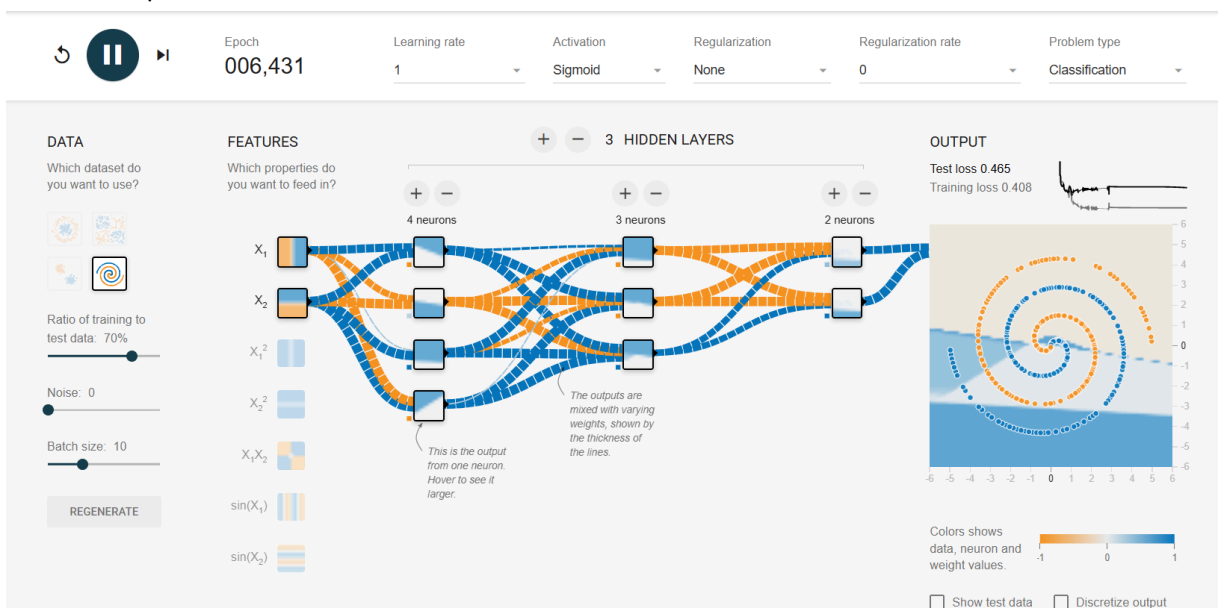 Epoch
006,431
Learning rate
1
Activation
Sigmoid
Regularization
None
Regularization rate
0
Problem type
Classification
DATA
Which dataset do
you want to use?
Ratio of training to
test data: 70%
Noise: 0
Batch size: 10
REGENERATE
FEATURES
Which properties do
you want to feed in?
X₁
X₂
X₁²
X₂²
X₁X₂
sin(X₁)
sin(X₂)
+ − 3 HIDDEN LAYERS
+ −
4 neurons
+ −
3 neurons
+ −
2 neurons
This is the output
from one neuron.
Hover to see it
larger.
The outputs are
mixed with varying
weights, shown by
the thickness of
the lines.
OUTPUT
Test loss 0.465
Training loss 0.408
6
5
4
3
2
1
0
-1
-2
-3
-4
-5
-6
-6 -5 -4 -3 -2 -1 0 1 2 3 4 5 6
Colors shows
data, neuron and
weight values.
-1 0 1
Show test data
Discretize output